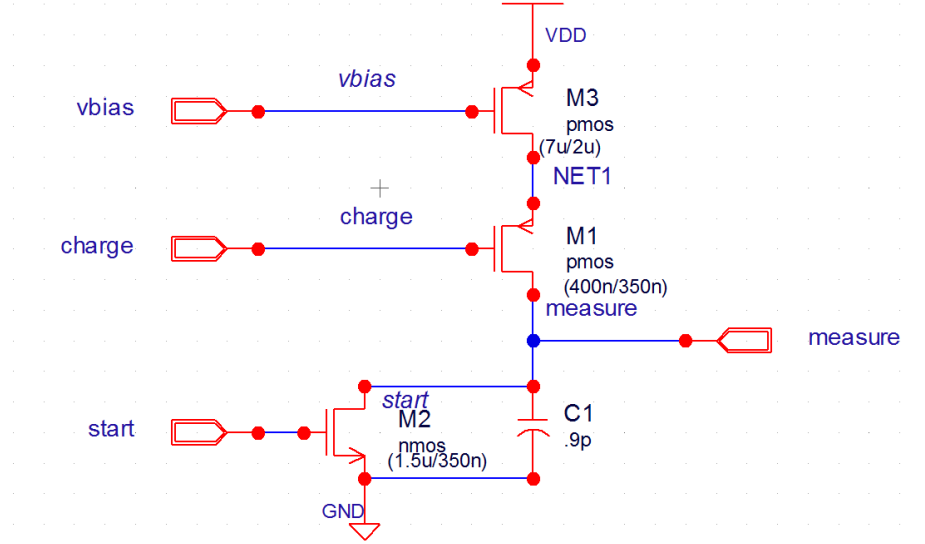 VDD
vbias
vbias
M3
pmos
(7u/2u)
NET1
charge
charge
M1
pmos
(400n/350n)
measure
measure
start
start
M2
nmos
(1.5u/350n)
C1
.9p
GND